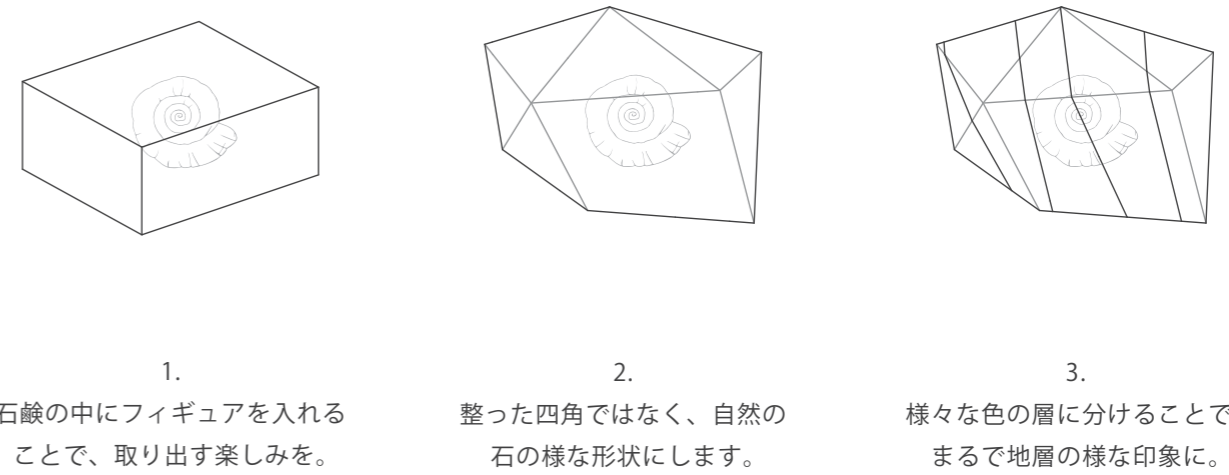 1.
石鹸の中にフィギュアを入れる
ことで、取り出す楽しみを。
2.
整った四角ではなく、自然の
石の様な形状にします。
3.
様々な色の層に分けることで
まるで地層の様な印象に。